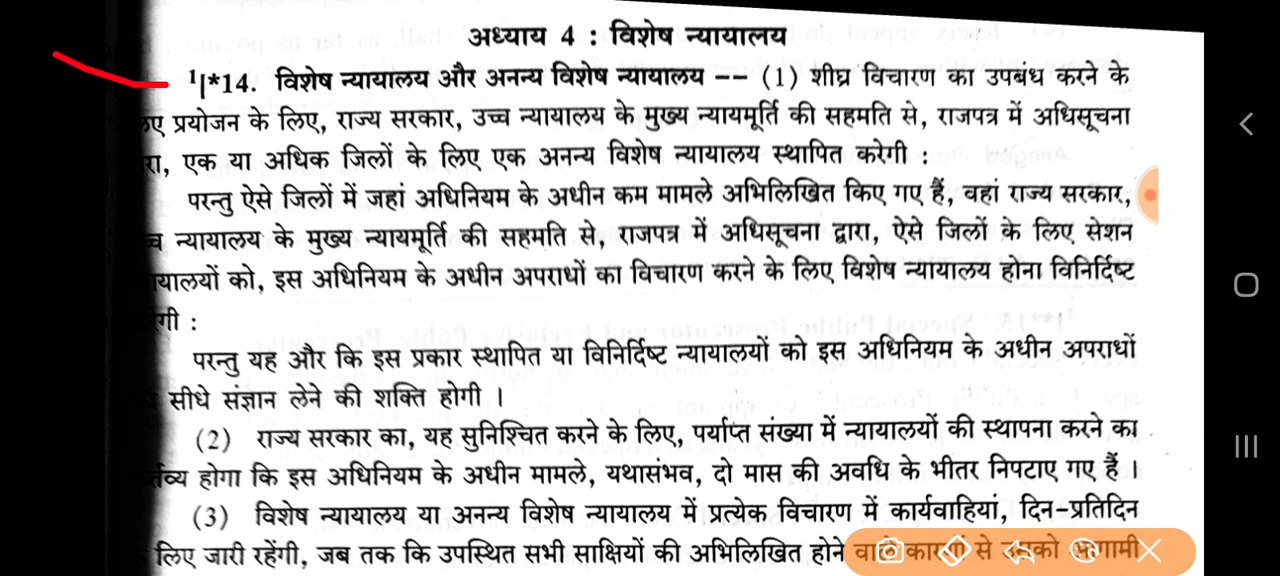 अध्याय 4 : विशेष न्यायालय
¹[*14. विशेष न्यायालय और अनन्य विशेष न्यायालय -- (1) शीघ्र विचारण का उपबंध करने के
प्रयोजन के लिए, राज्य सरकार, उच्च न्यायालय के मुख्य न्यायमूर्ति की सहमति से, राजपत्र में अधिसूचना
एक या अधिक जिलों के लिए एक अनन्य विशेष न्यायालय स्थापित करेगी :
परन्तु ऐसे जिलों में जहां अधिनियम के अधीन कम मामले अभिलिखित किए गए हैं, वहां राज्य सरकार,
न्यायालय के मुख्य न्यायमूर्ति की सहमति से, राजपत्र में अधिसूचना द्वारा, ऐसे जिलों के लिए सेशन
को, इस अधिनियम के अधीन अपराधों का विचारण करने के लिए विशेष न्यायालय होना विनिर्दिष्ट
:
परन्तु यह और कि इस प्रकार स्थापित या विनिर्दिष्ट न्यायालयों को इस अधिनियम के अधीन अपराधों
सीधे संज्ञान लेने की शक्ति होगी ।
(2) राज्य सरकार का, यह सुनिश्चित करने के लिए, पर्याप्त संख्या में न्यायालयों की स्थापना करने का
होगा कि इस अधिनियम के अधीन मामले, यथासंभव, दो मास की अवधि के भीतर निपटाए गए हैं ।
(3) विशेष न्यायालय या अनन्य विशेष न्यायालय में प्रत्येक विचारण में कार्यवाहियां, दिन-प्रतिदिन
लिए जारी रहेंगी, जब तक कि उपस्थित सभी साक्षियों की अभिलिखित होने से